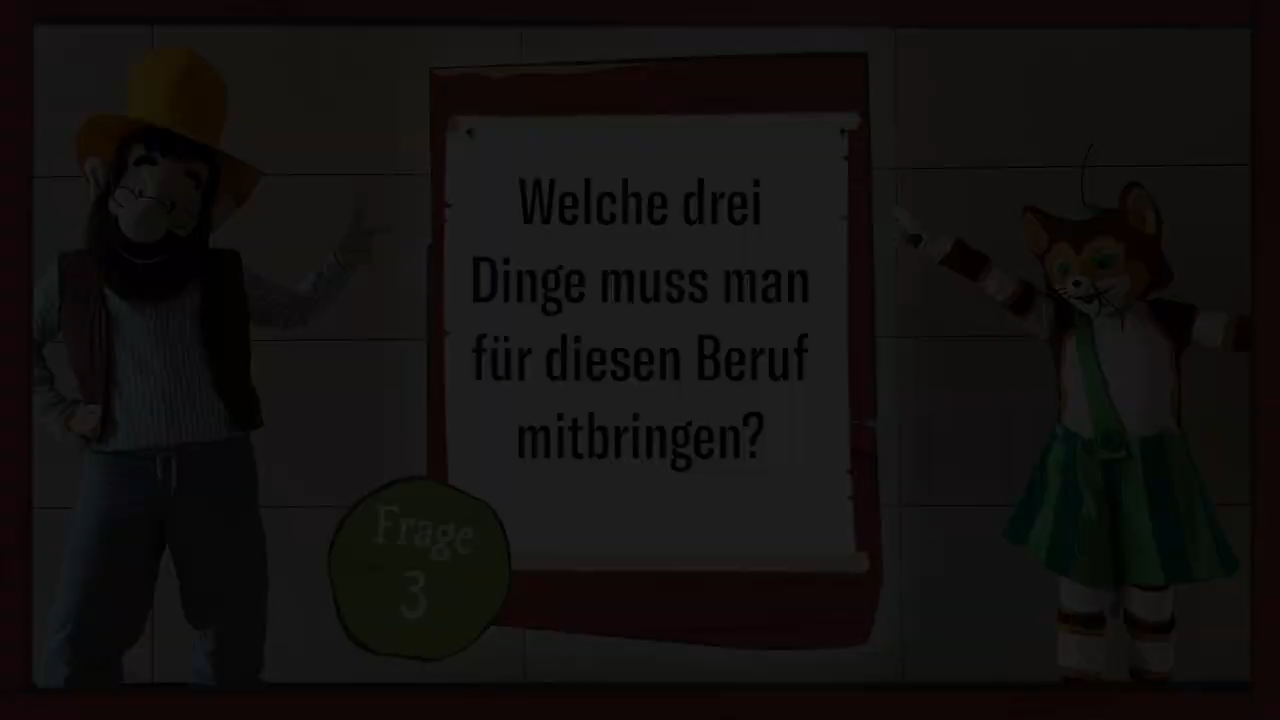 Welche drei
Dinge muss man
für diesen Beruf
mitbringen?
Frage
3